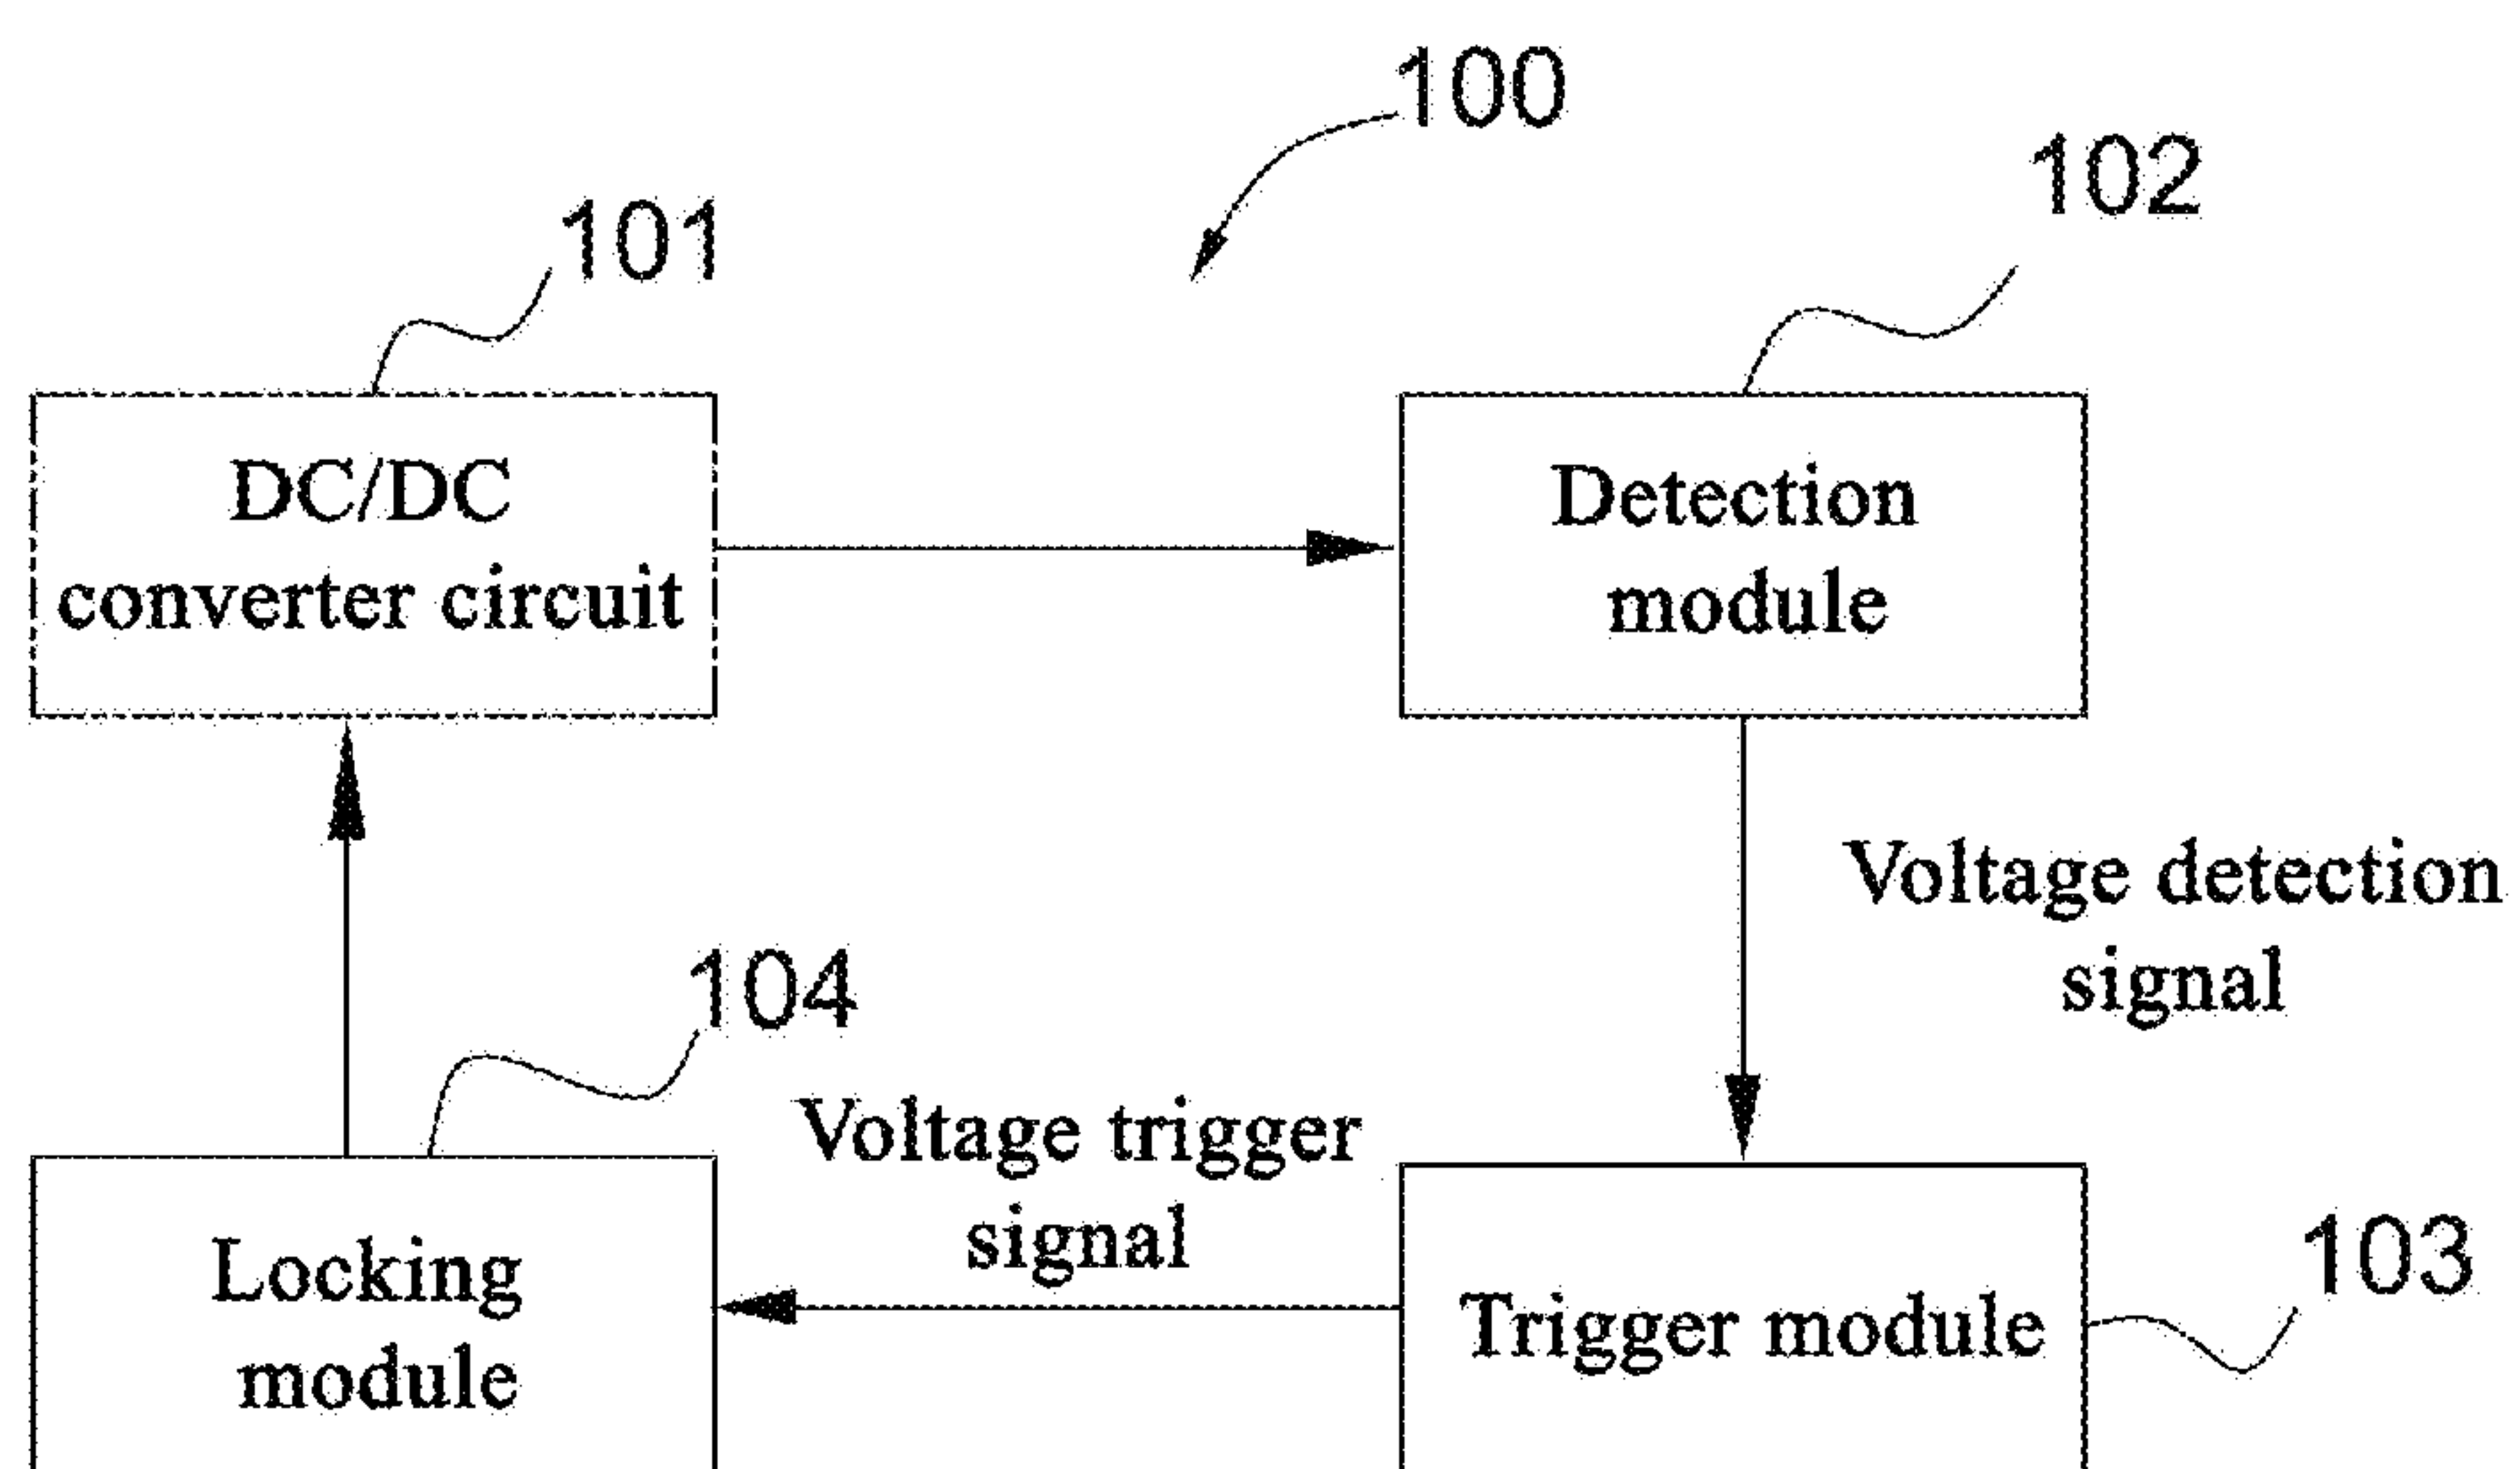 100
102
101
DC/DC
converter circuit
Detection
module
Voltage detection
signal
104
Voltage trigger
signal
Locking
module
Trigger module
103